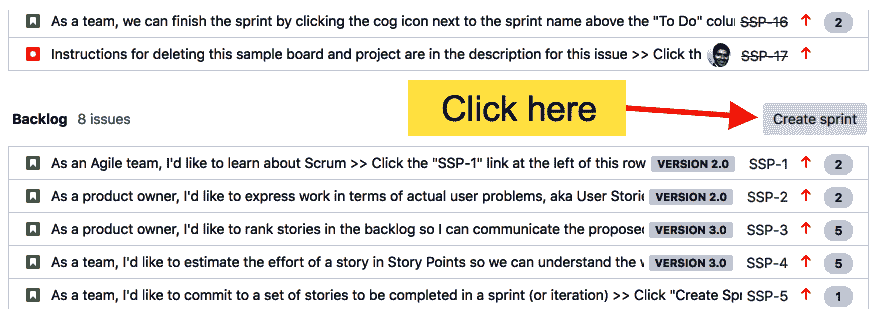 As a team, we can finish the sprint by clicking the cog icon next to the sprint name above the "To Do" colu SSP-16 2
Instructions for deleting this sample board and project are in the description for this issue >> Click th SSP-17
Click here
Backlog 8 issues Create sprint
As an Agile team, I'd like to learn about Scrum >> Click the "SSP-1" link at the left of this row VERSION 2.0 SSP-1 2
As a product owner, I'd like to express work in terms of actual user problems, aka User Storie VERSION 2.0 SSP-2 2
As a product owner, I'd like to rank stories in the backlog so I can communicate the propose VERSION 3.0 SSP-3 5
As a team, I'd like to estimate the effort of a story in Story Points so we can understand the VERSION 3.0 SSP-4 5
As a team, I'd like to commit to a set of stories to be completed in a sprint (or iteration) >> Click "Create Spr SSP-5 1